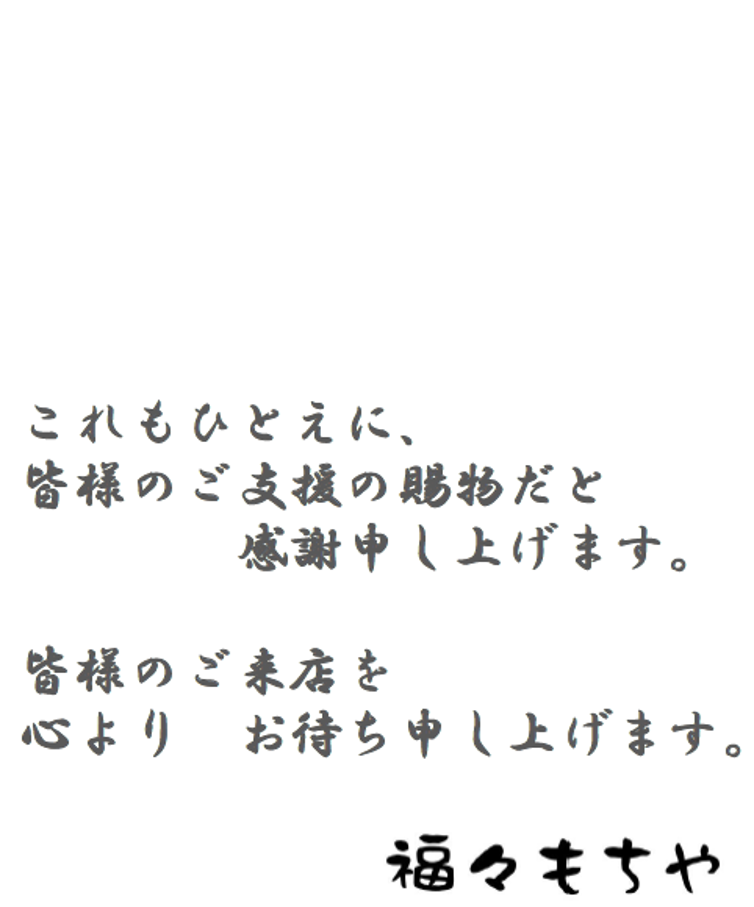 これもひとえに、
皆様のご支援の賜物だと
感謝申し上げます。
皆様のご来店を
心より　お待ち申し上げます。
福々もちや